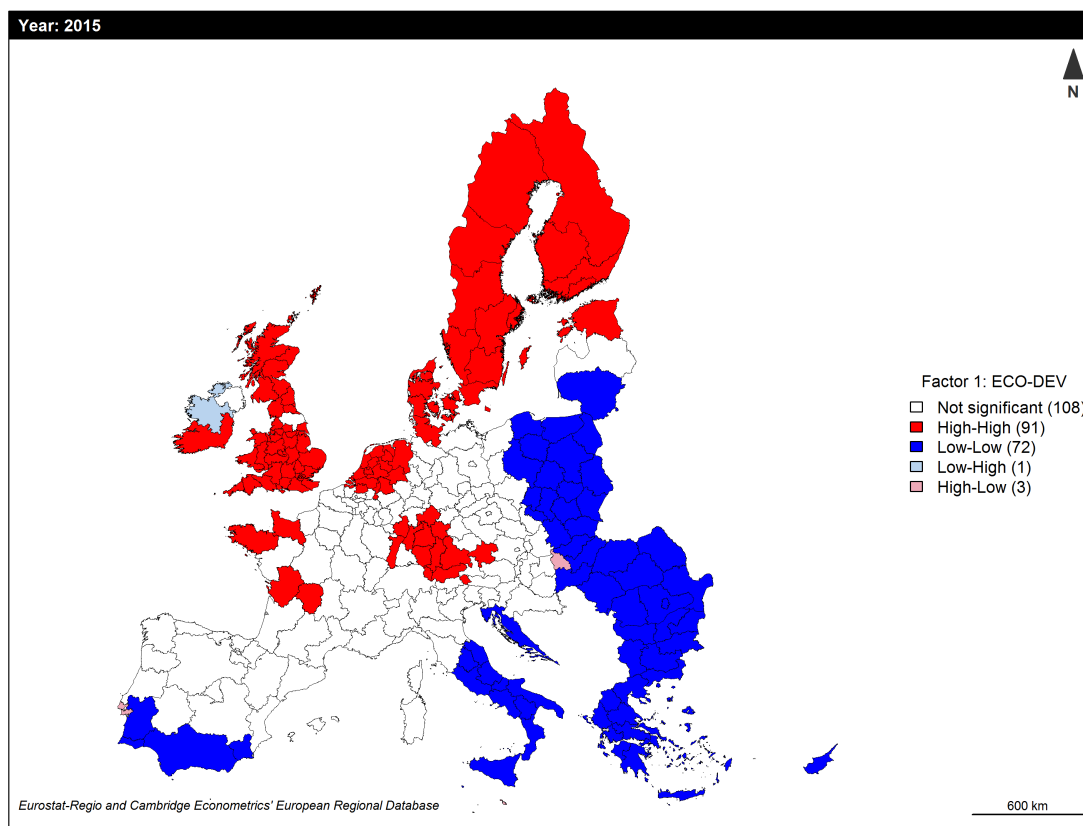 Year: 2015
N
Factor 1: ECO-DEV
Not significant (108)
High-High (91)
Low-Low (72)
Low-High (1)
High-Low (3)
Eurostat-Regio and Cambridge Econometrics' European Regional Database
600 km